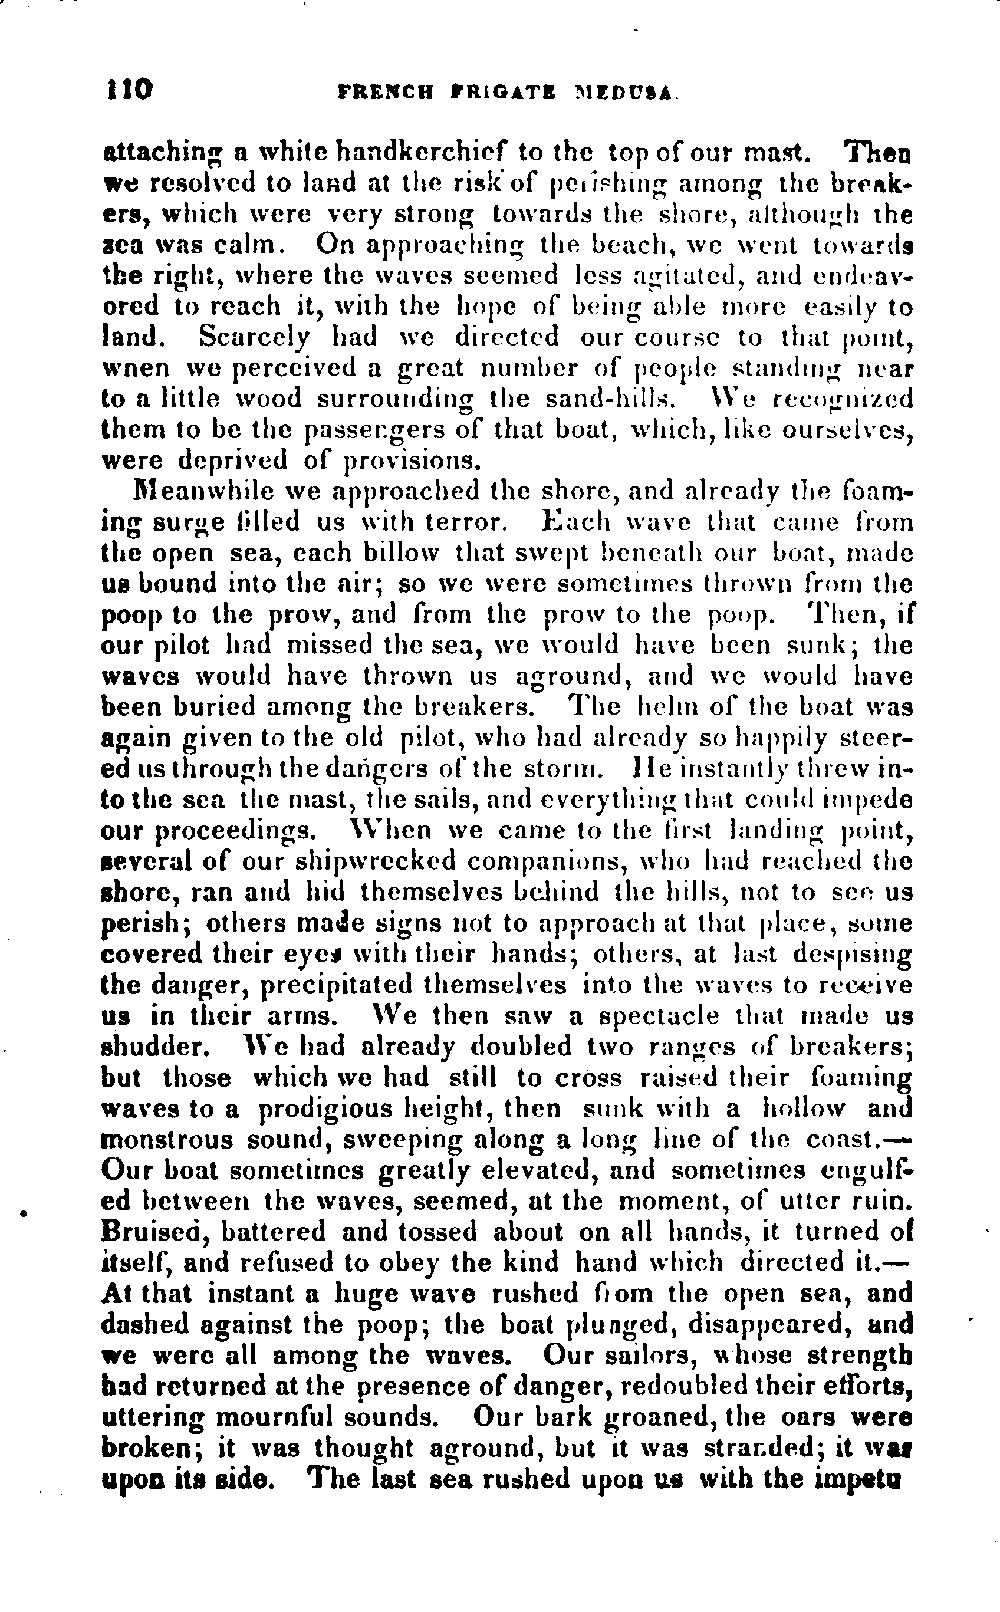 110 FRENCH FRIGATE MEDUSA.
attaching a white handkerchief to the top of our mast. Then
we resolved to land at the risk of perishing among the break-
ers, which were very strong towards the shore, although the
sea was calm. On approaching the beach, we went towards
the right, where the waves seemed less agitated, and endeav-
ored to reach it, with the hope of being able more easily to
land. Scarcely had we directed our course to that point,
wnen we perceived a great number of people standing near
to a little wood surrounding the sand-hills. We recognized
them to be the passengers of that boat, which, like ourselves,
were deprived of provisions.
Meanwhile we approached the shore, and already the foam-
ing surge filled us with terror. Each wave that came from
the open sea, each billow that swept beneath our boat, made
us bound into the air; so we were sometimes thrown from the
poop to the prow, and from the prow to the poop. Then, if
our pilot had missed the sea, we would have been sunk; the
waves would have thrown us aground, and we would have
been buried among the breakers. The helm of the boat was
again given to the old pilot, who had already so happily steer-
ed us through the dangers of the storm. He instantly threw in-
to the sea the mast, the sails, and everything that could impede
our proceedings. When we came to the first landing point,
several of our shipwrecked companions, who had reached the
shore, ran and hid themselves behind the hills, not to see us
perish; others made signs not to approach at that place, some
covered their eyes with their hands; others, at last despising
the danger, precipitated themselves into the waves to receive
us in their arms. We then saw a spectacle that made us
shudder. We had already doubled two ranges of breakers;
but those which we had still to cross raised their foaming
waves to a prodigious height, then sunk with a hollow and
monstrous sound, sweeping along a long line of the coast.—
Our boat sometimes greatly elevated, and sometimes engulf-
ed between the waves, seemed, at the moment, of utter ruin.
Bruised, battered and tossed about on all hands, it turned of
itself, and refused to obey the kind hand which directed it.—
At that instant a huge wave rushed from the open sea, and
dashed against the poop; the boat plunged, disappeared, and
we were all among the waves. Our sailors, whose strength
had returned at the presence of danger, redoubled their efforts,
uttering mournful sounds. Our bark groaned, the oars were
broken; it was thought aground, but it was stranded; it was
upon its side. The last sea rushed upon us with the impetu